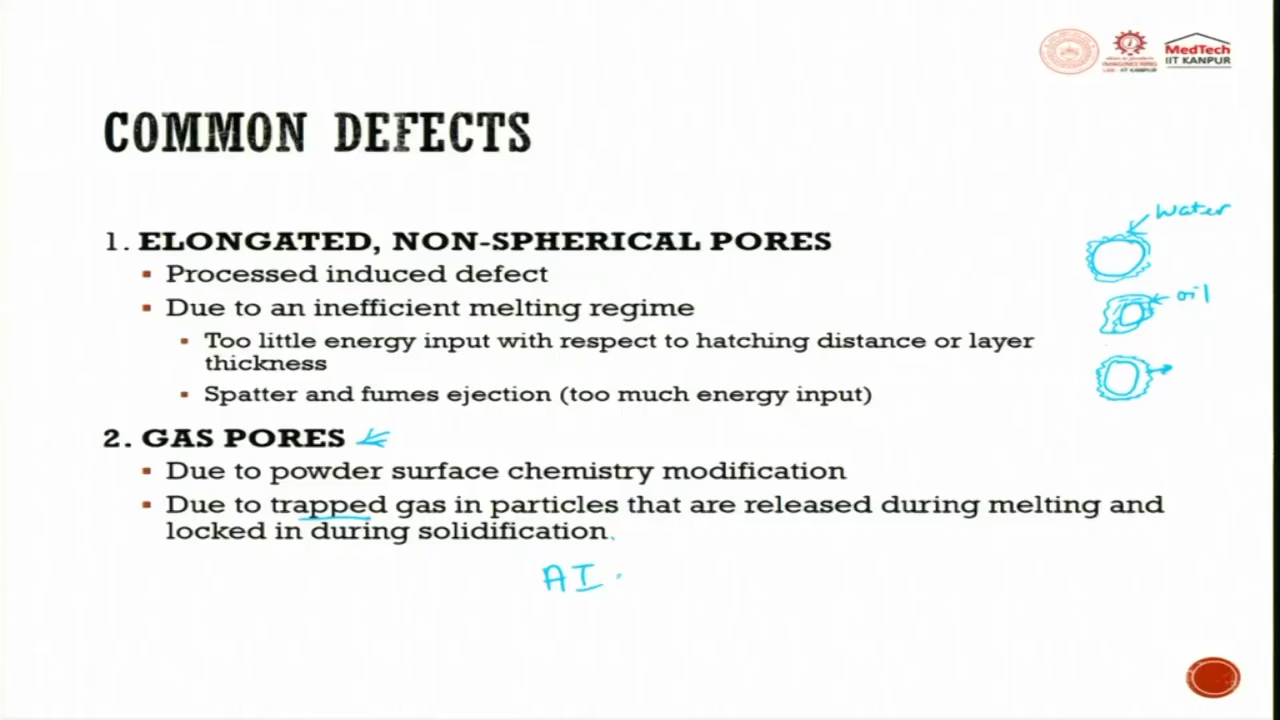 MedTech
IIT KANPUR
COMMON DEFECTS
1. ELONGATED, NON-SPHERICAL PORES
Processed induced defect
Due to an inefficient melting regime
Too little energy input with respect to hatching distance or layer
thickness
Spatter and fumes ejection (too much energy input)
2. GAS PORES
Due to powder surface chemistry modification
Due to trapped gas in particles that are released during melting and
locked in during solidification.
water
oil
AI